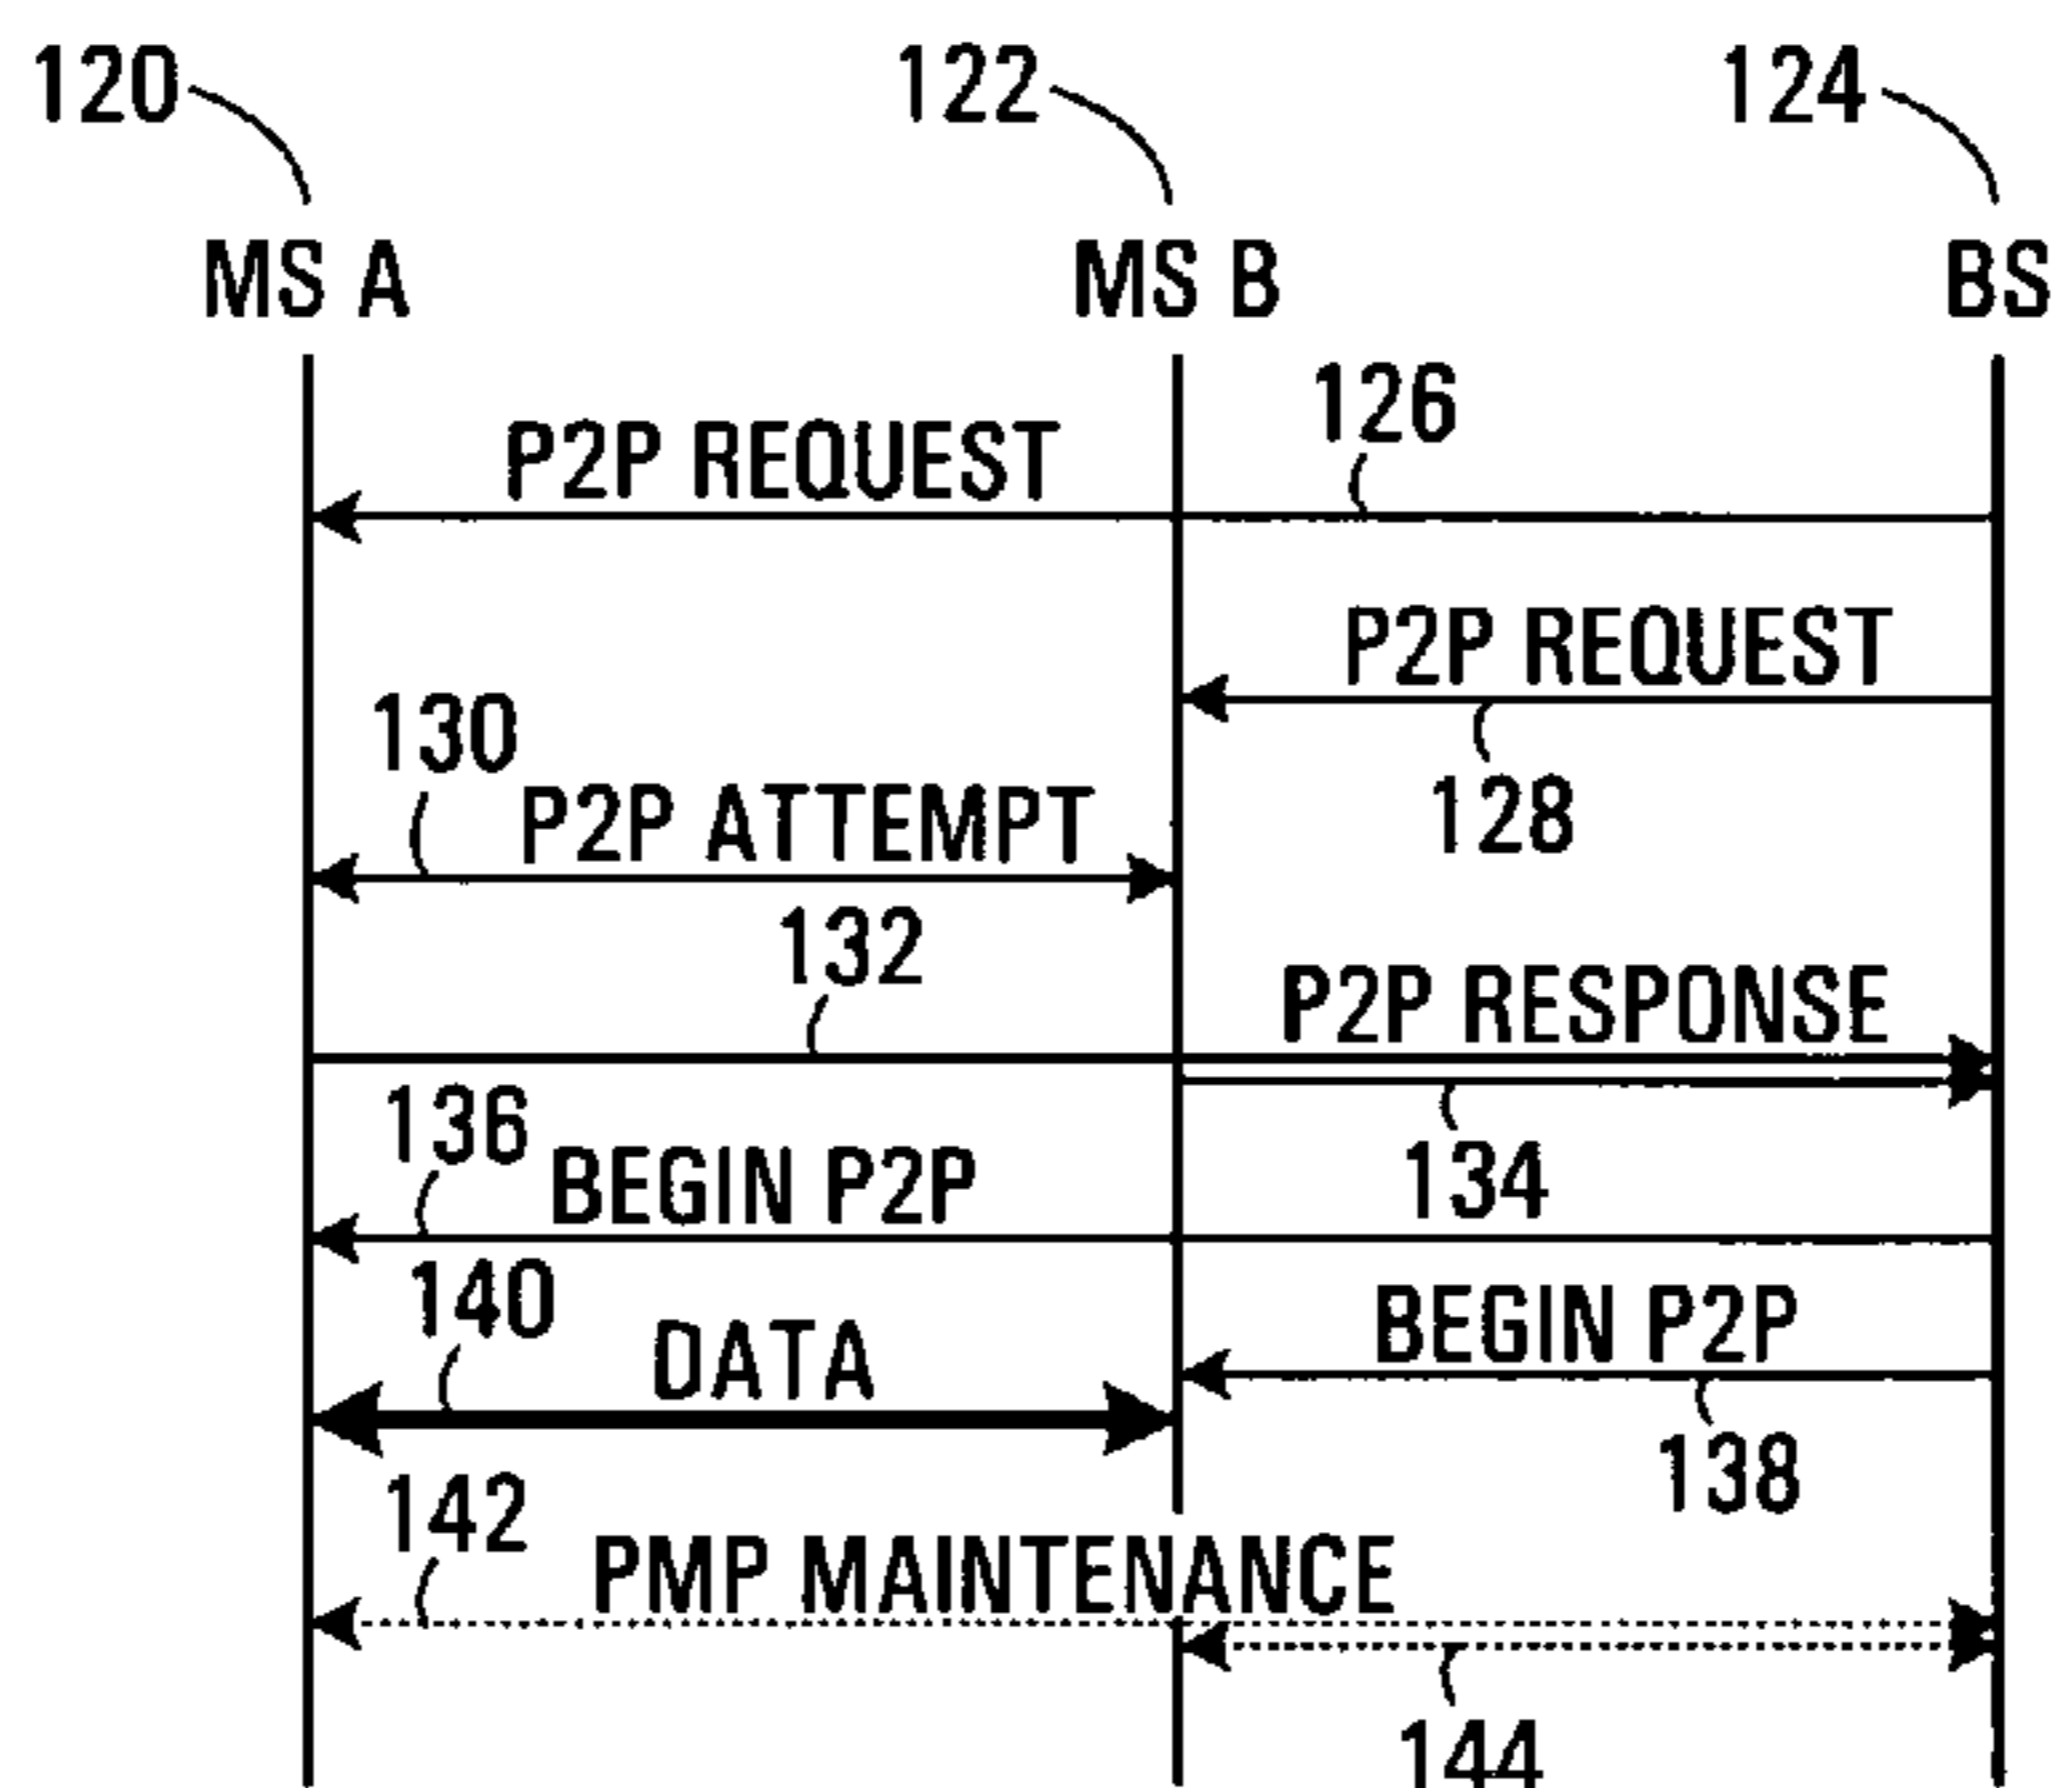 120 122 124
MS A MS B BS
126
P2P REQUEST
P2P REQUEST
130
128
P2P ATTEMPT
132
P2P RESPONSE
136
134
BEGIN P2P
140
BEGIN P2P
DATA
138
142
PMP MAINTENANCE
144